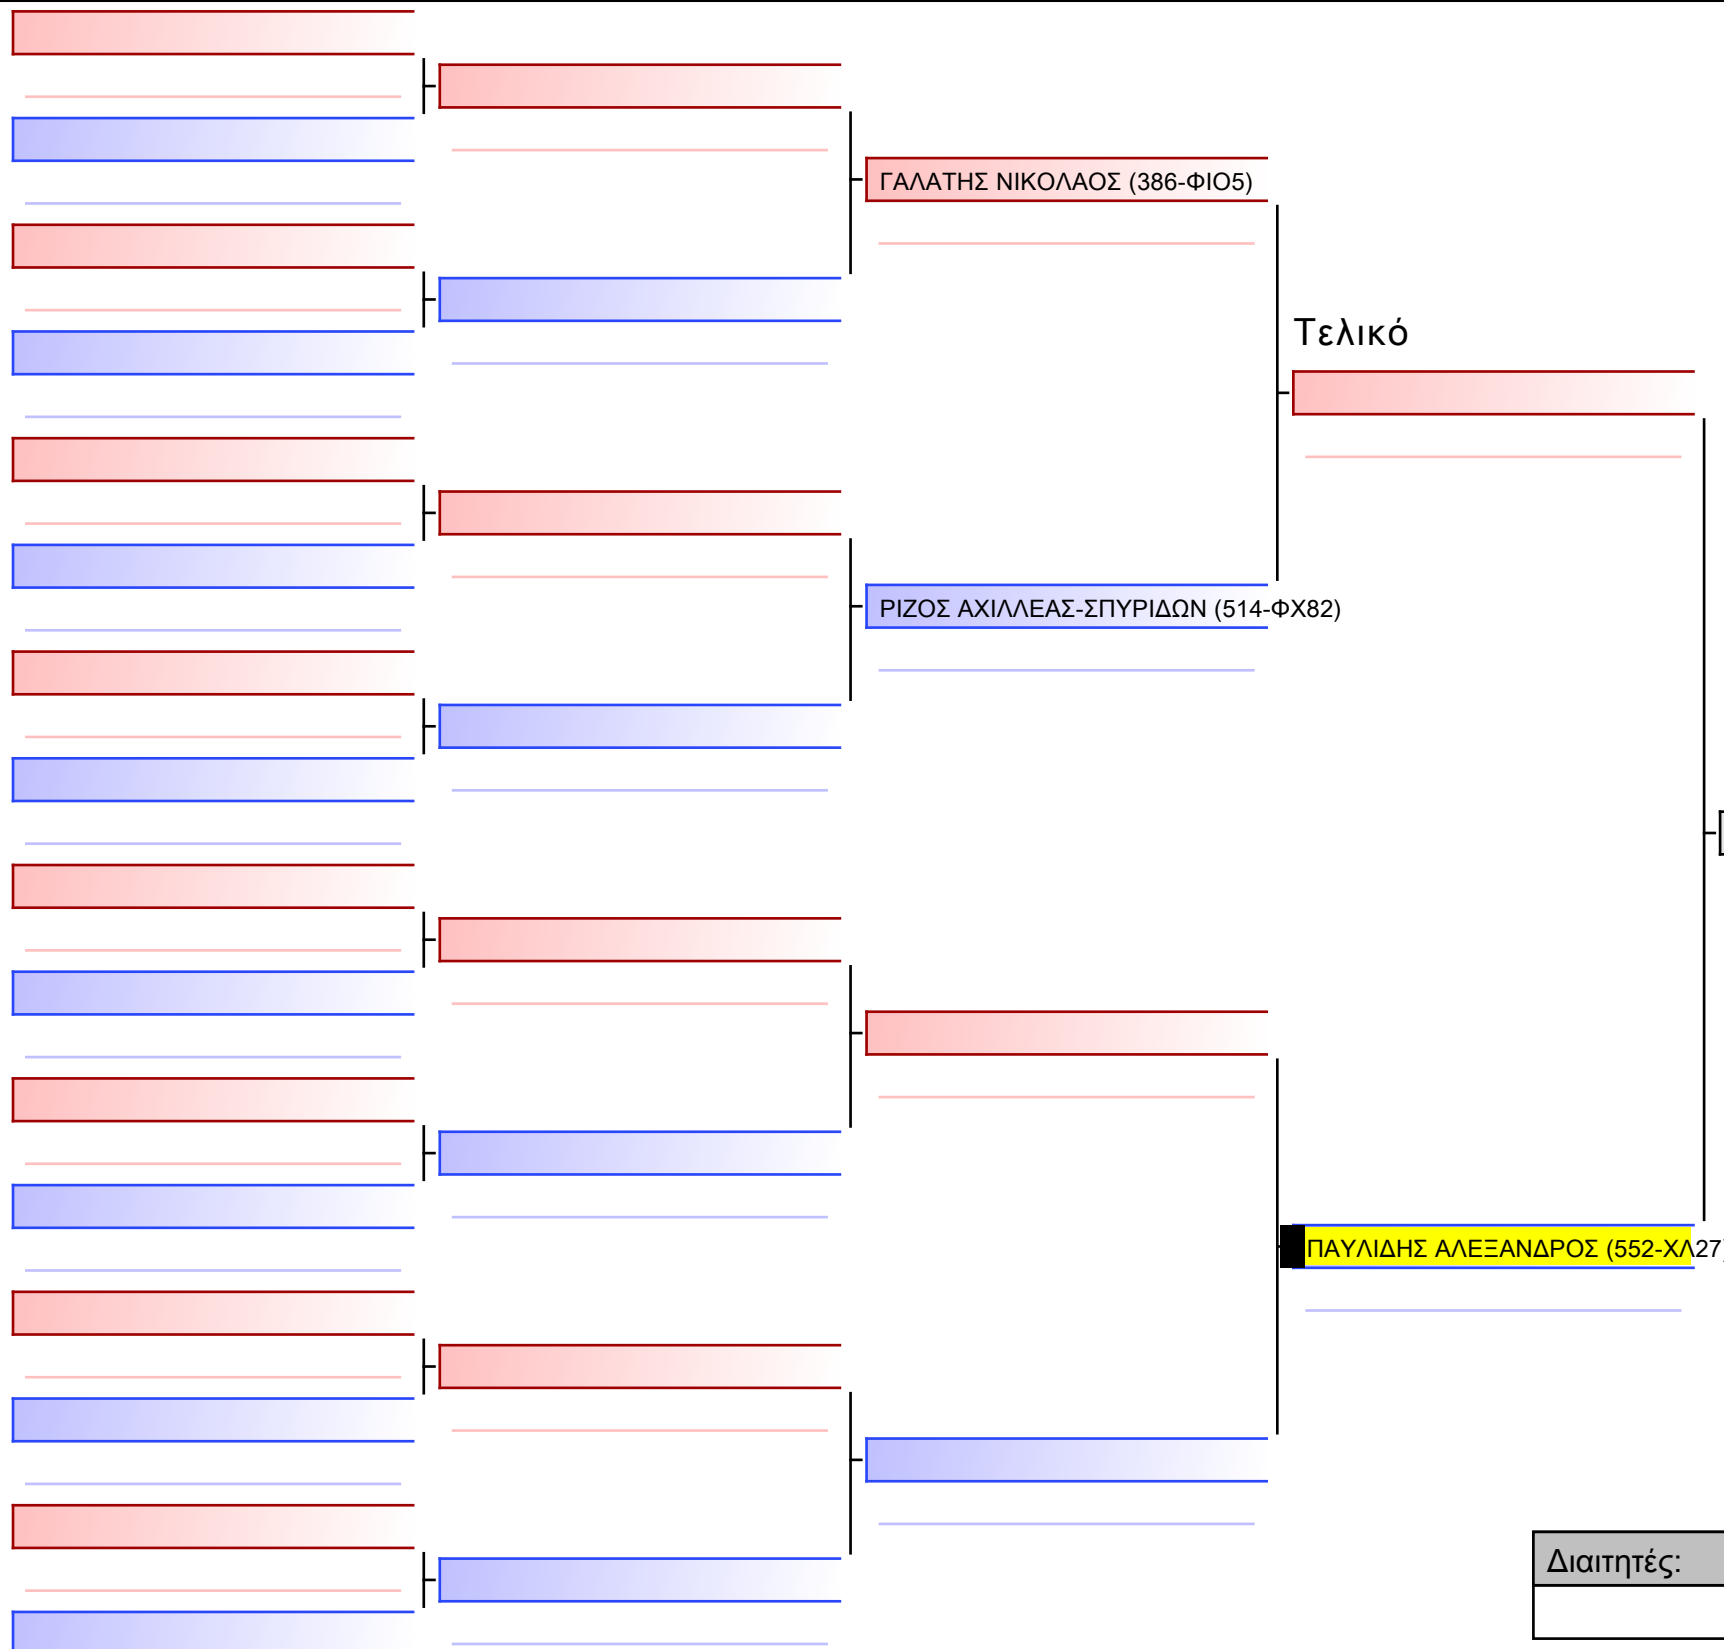 ΓΑΛΑΤΗΣ ΝΙΚΟΛΑΟΣ (386-ΦΙΟ5)
Τελικό
ΡΙΖΟΣ ΑΧΙΛΛΕΑΣ-ΣΠΥΡΙΔΩΝ (514-ΦΧ82)
ΠΑΥΛΙΔΗΣ ΑΛΕΞΑΝΔΡΟΣ (552-ΧΛ27)
Διαιτητές: